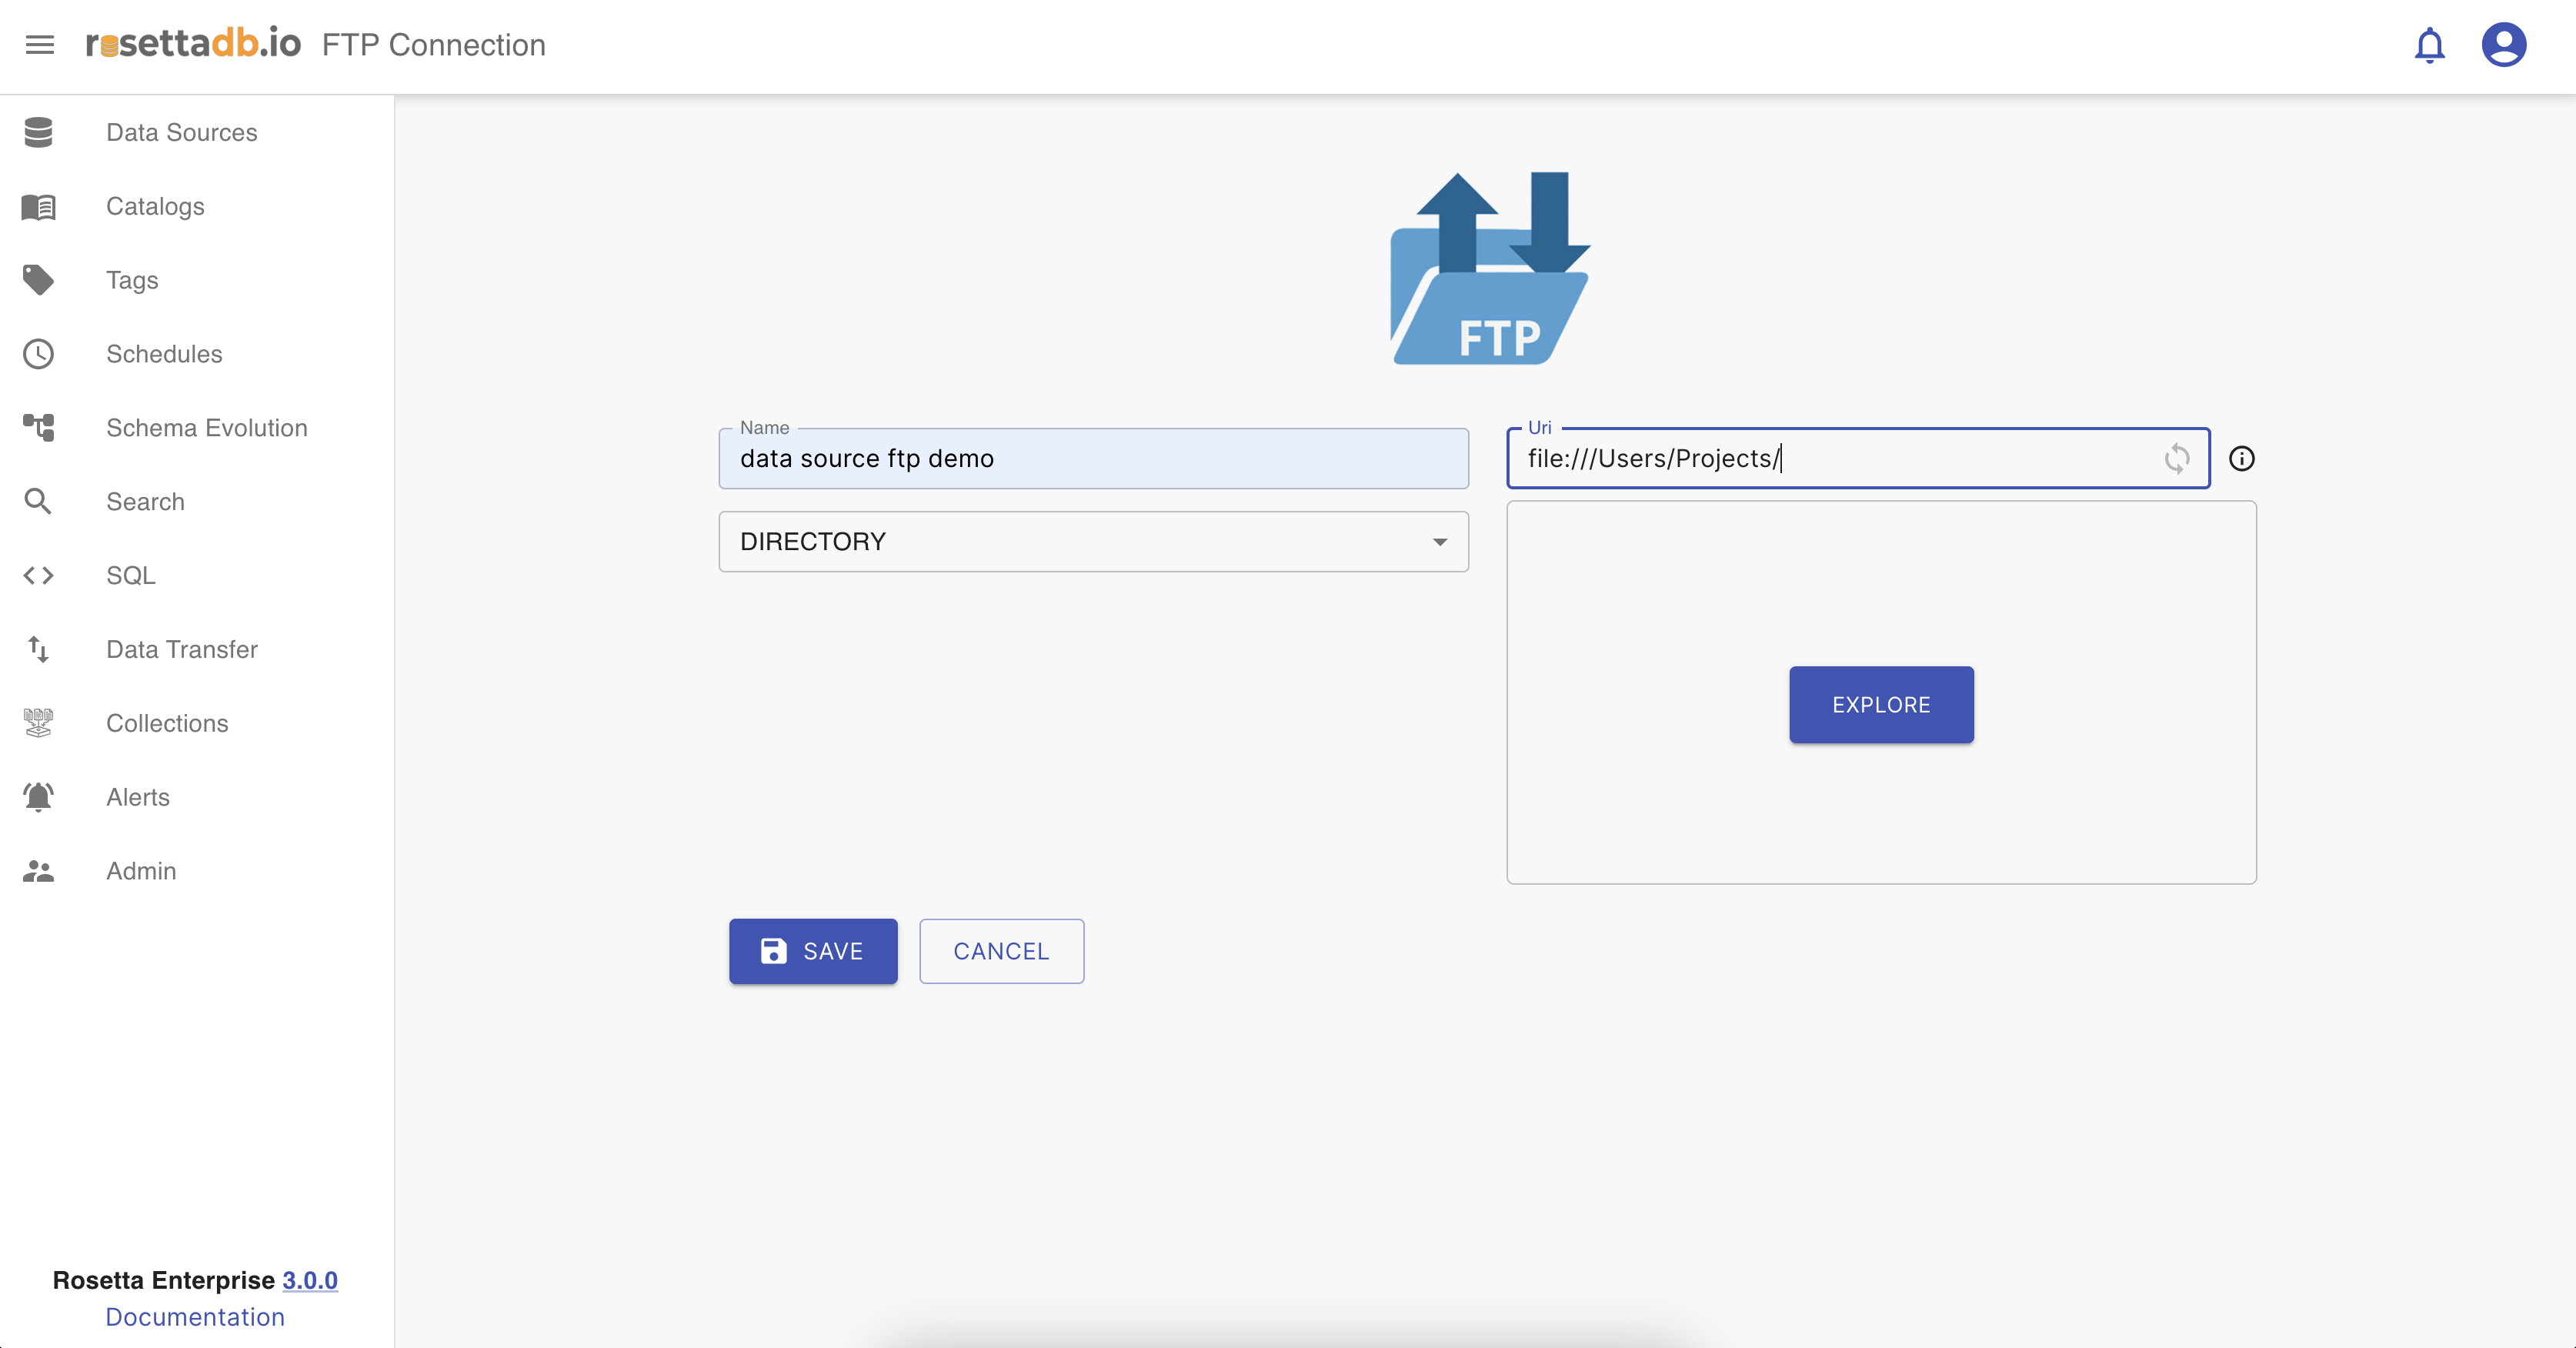 rosettadb.io FTP Connection
Data Sources
Catalogs
Tags
Schedules
Schema Evolution
Search
SQL
Data Transfer
Collections
Alerts
Admin
Rosetta Enterprise 3.0.0
Documentation
FTP
Name
data source ftp demo
Uri
file:///Users/Projects/
DIRECTORY
EXPLORE
SAVE
CANCEL